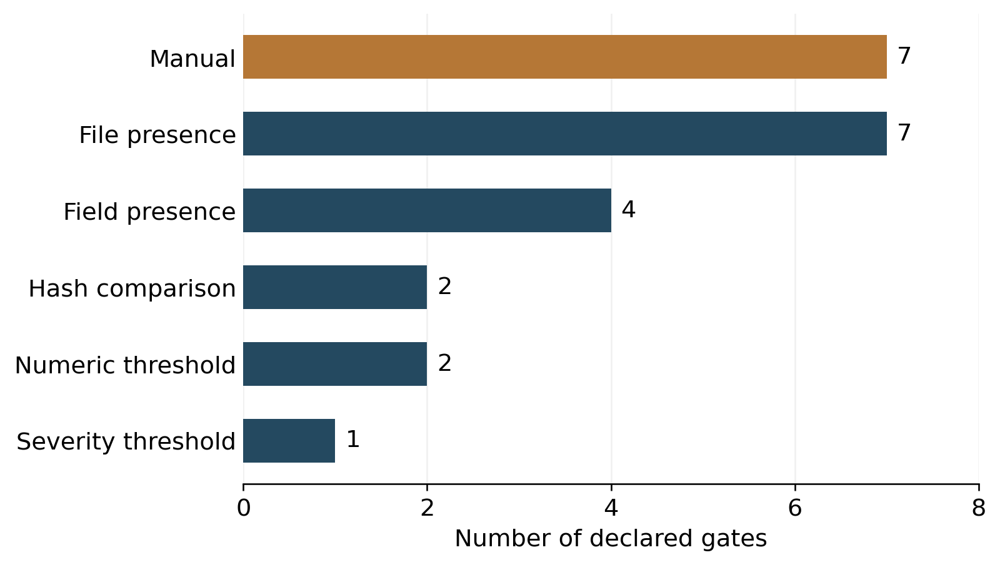 Manual 7
File presence 7
Field presence 4
Hash comparison 2
Numeric threshold 2
Severity threshold 1
0 2 4 6 8
Number of declared gates